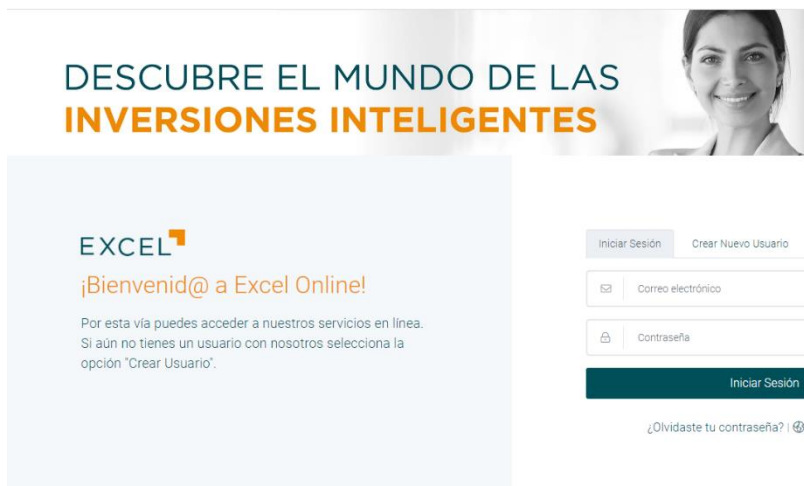 DESCUBRE EL MUNDO DE LAS
INVERSIONES INTELIGENTES
EXCEL
¡Bienvenid@ a Excel Online!
Por esta vía puedes acceder a nuestros servicios en línea.
Si aún no tienes un usuario con nosotros selecciona la
opción "Crear Usuario".
Iniciar Sesión
Crear Nuevo Usuario
Correo electrónico
Contraseña
Iniciar Sesión
¿Olvidaste tu contraseña? |